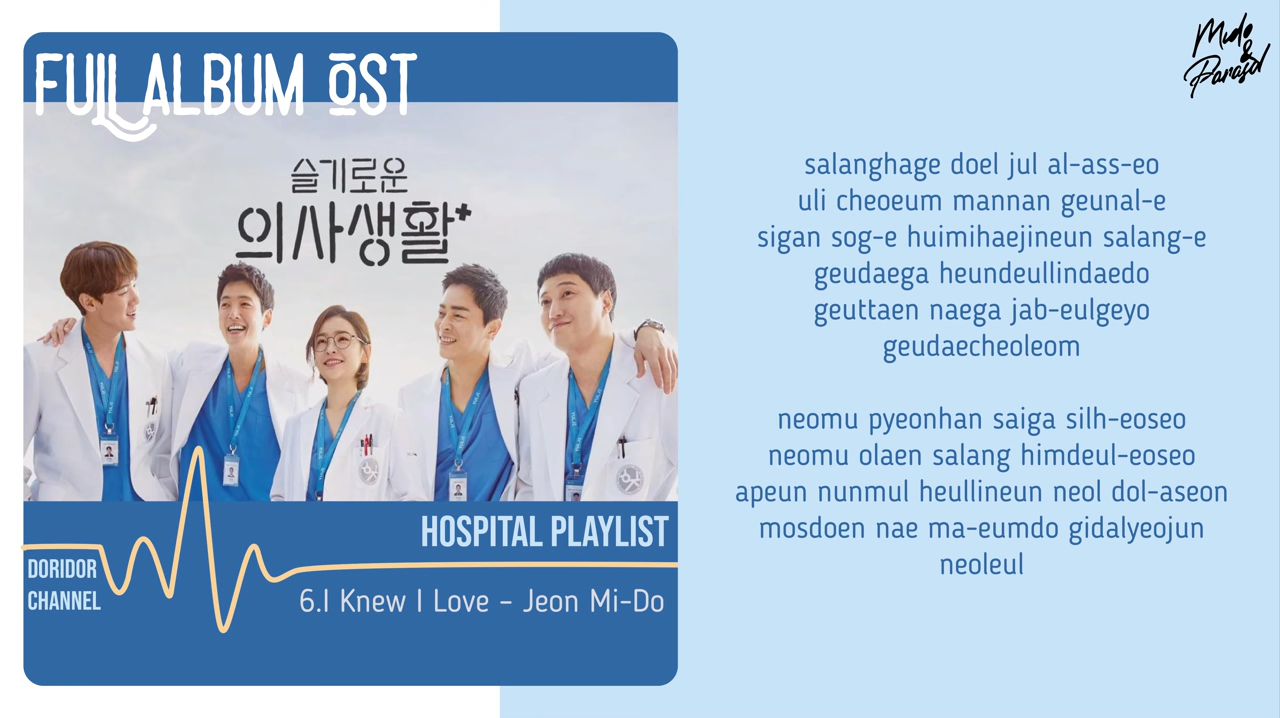 FULL ALBUM ŌST
슬기로운
의사생활+
DORIDOR
CHANNEL
HOSPITAL PLAYLIST
6.I Knew I Love - Jeon Mi-Do
Mido
&
Parasol
salanghage doel jul al-ass-eo
uli cheoeum mannan geunal-e
sigan sog-e huimihaejineun salang-e
geudaega heundeullindaedo
geuttaen naega jab-eulgeyo
geudaecheoleom
neomu pyeonhan saiga silh-eoseo
neomu olaen salang himdeul-eoseo
apeun nunmul heullineun neol dol-aseon
mosdoen nae ma-eumdo gidalyeojun
neoleul